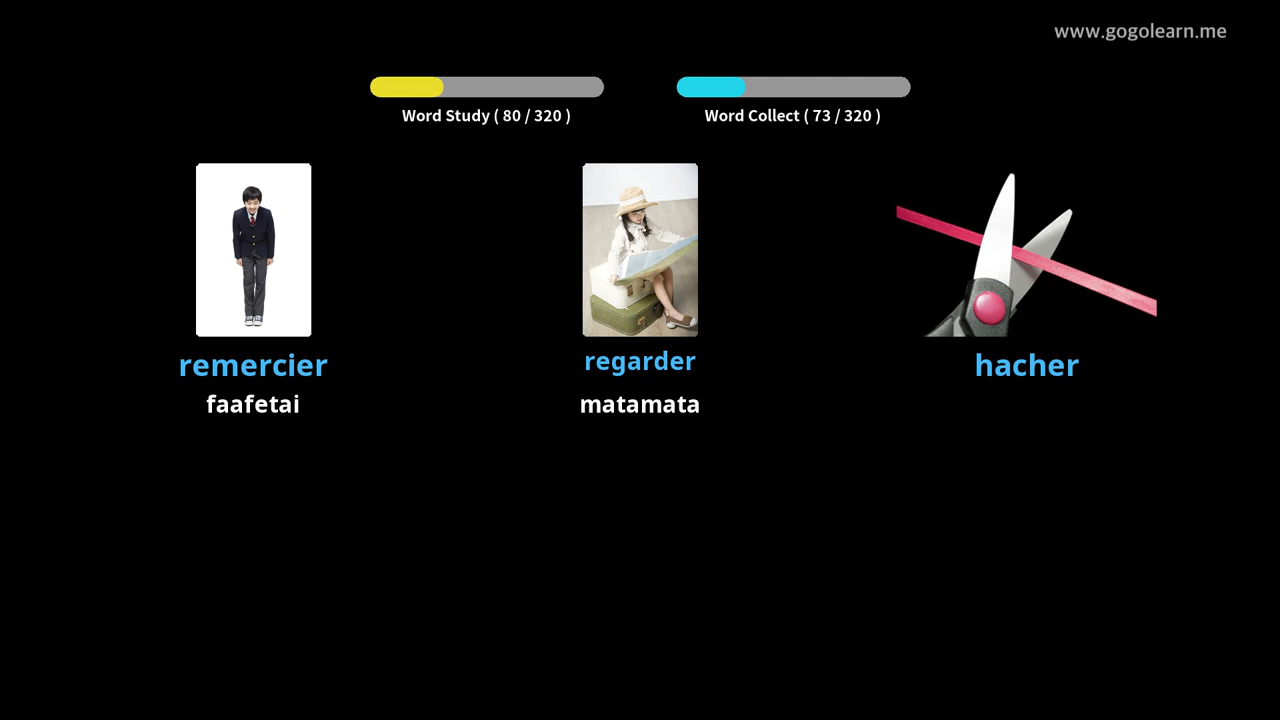 www.gogolearn.me
Word Study ( 80 / 320 )
Word Collect ( 73 / 320 )
remercier
faafetai
regarder
matamata
hacher